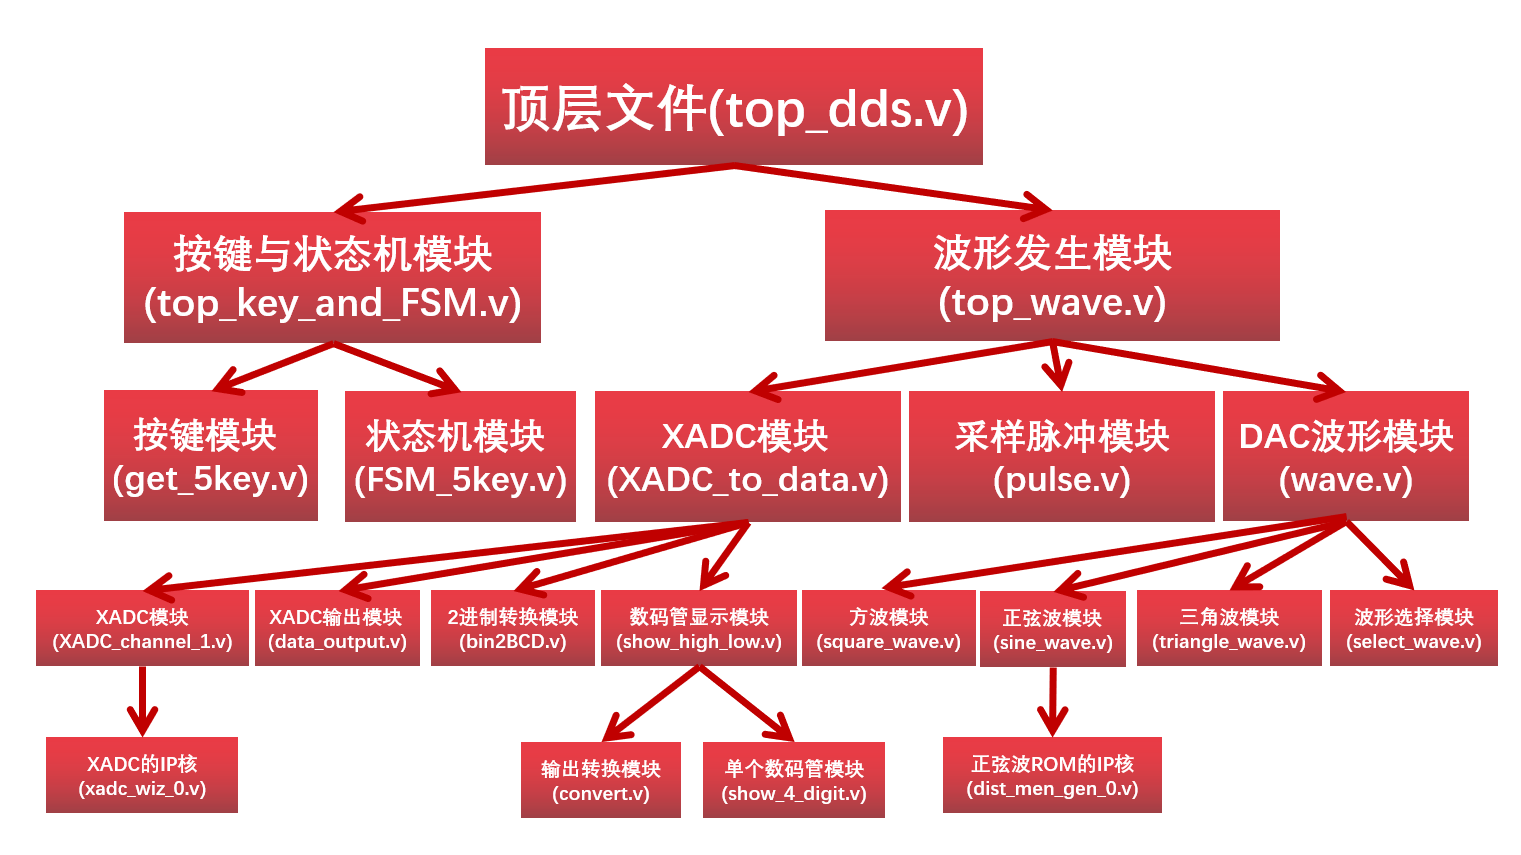 顶层文件(top_dds.v)
按键与状态机模块
(top_key_and_FSM.v)
波形发生模块
(top_wave.v)
按键模块
(get_5key.v)
状态机模块
(FSM_5key.v)
XADC模块
(XADC_to_data.v)
采样脉冲模块
(pulse.v)
DAC波形模块
(wave.v)
XADC模块
(XADC_channel_1.v)
XADC输出模块
(data_output.v)
2进制转换模块
(bin2BCD.v)
数码管显示模块
(show_high_low.v)
方波模块
(square_wave.v)
正弦波模块
(sine_wave.v)
三角波模块
(triangle_wave.v)
波形选择模块
(select_wave.v)
XADC的IP核
(xadc_wiz_0.v)
输出转换模块
(convert.v)
单个数码管模块
(show_4_digit.v)
正弦波ROM的IP核
(dist_men_gen_0.v)